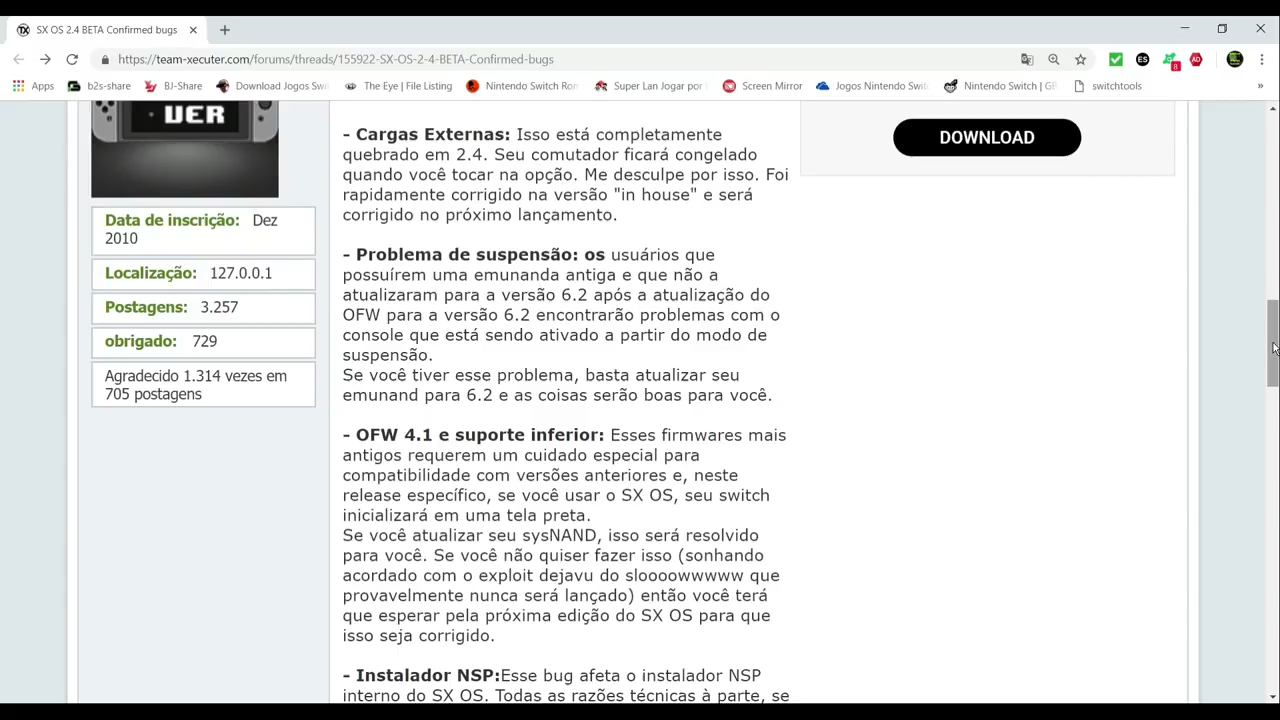 SX OS 2.4 BETA Confirmed bugs
https://team-xecuter.com/forums/threads/155922-SX-OS-2-4-BETA-Confirmed-bugs
Apps b2s-share BJ-Share Download Jogos Swi The Eye | File Listing Nintendo Switch Rom Super Lan Jogar por Screen Mirror Jogos Nintendo Swit Nintendo Switch | GB switchtools »
UER
DOWNLOAD
Data de inscrição: Dez
2010
Localização: 127.0.0.1
Postagens: 3.257
obrigado: 729
Agradecido 1.314 vezes em
705 postagens
- Cargas Externas: Isso está completamente
quebrado em 2.4. Seu comutador ficará congelado
quando você tocar na opção. Me desculpe por isso. Foi
rapidamente corrigido na versão "in house" e será
corrigido no próximo lançamento.
- Problema de suspensão: os usuários que
possuírem uma emunanda antiga e que não a
atualizaram para a versão 6.2 após a atualização do
OFW para a versão 6.2 encontrarão problemas com o
console que está sendo ativado a partir do modo de
suspensão.
Se você tiver esse problema, basta atualizar seu
emunand para 6.2 e as coisas serão boas para você.
- OFW 4.1 e suporte inferior: Esses firmwares mais
antigos requerem um cuidado especial para
compatibilidade com versões anteriores e, neste
release específico, se você usar o SX OS, seu switch
inicializará em uma tela preta.
Se você atualizar seu sysNAND, isso será resolvido
para você. Se você não quiser fazer isso (sonhando
acordado com o exploit dejavu do sloooowwwww que
provavelmente nunca será lançado) então você terá
que esperar pela próxima edição do SX OS para que
isso seja corrigido.
- Instalador NSP:Esse bug afeta o instalador NSP
interno do SX OS. Todas as razões técnicas à parte, se